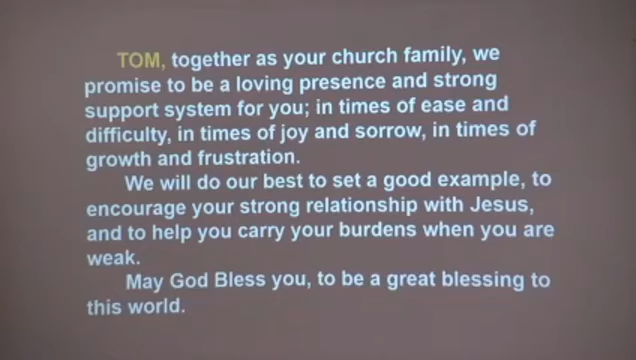 TOM, together as your church family, we
promise to be a loving presence and strong
support system for you; in times of ease and
difficulty, in times of joy and sorrow, in times of
growth and frustration.
We will do our best to set a good example, to
encourage your strong relationship with Jesus,
and to help you carry your burdens when you are
weak.
May God Bless you, to be a great blessing to
this world.